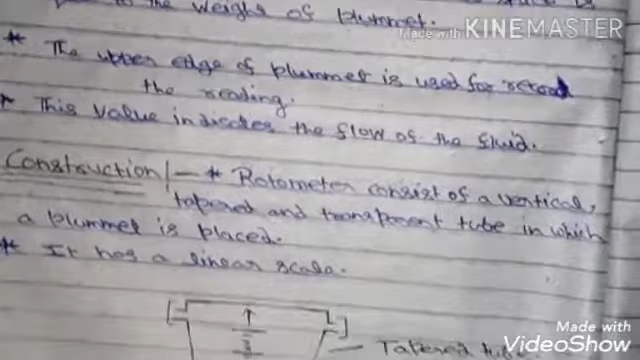 to the weight of plummet.
Made with KINEMASTER
* The upper edge of plummet is used for
the reading.
* This value indicates the flow of the fluid.
Construction :- * Rotameter consist of a vertical,
tapered and transparent tube in which
a plummet is placed.
* It has a linear scale.
Tapered tube
Made with
VideoShow